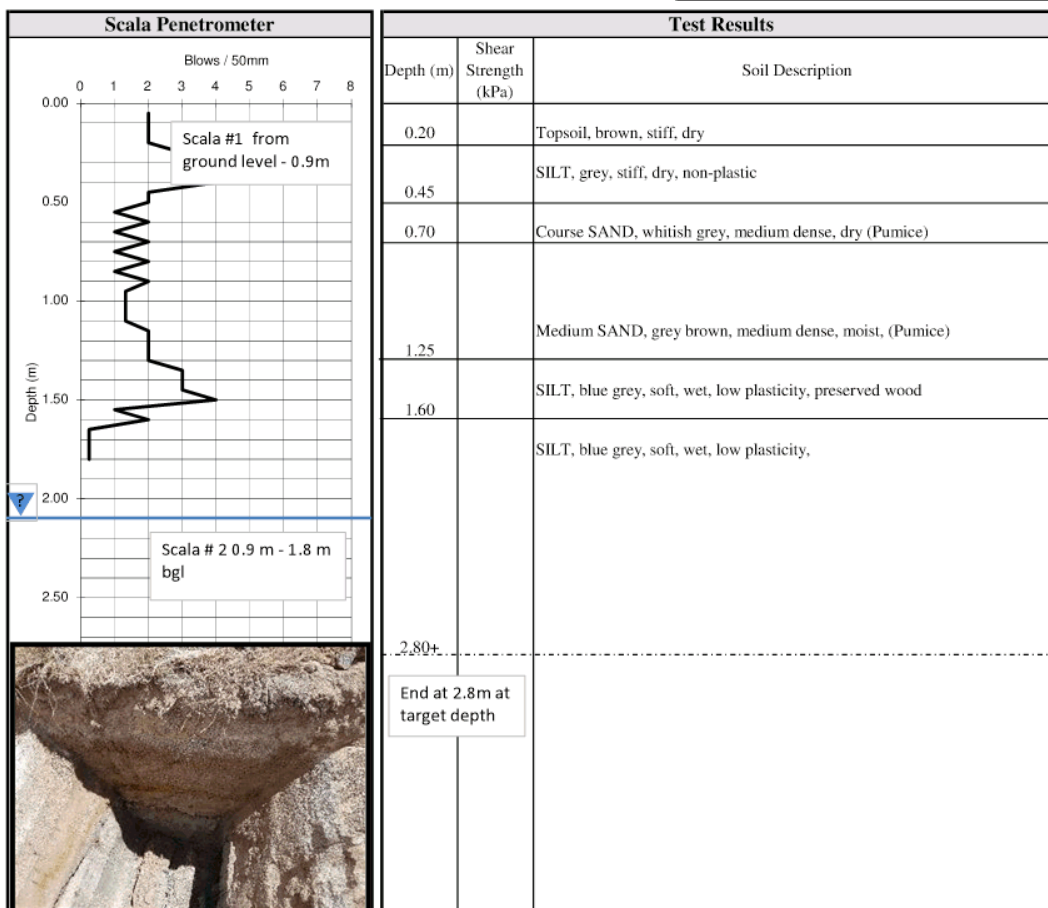 Scala Penetrometer
Blows / 50mm
0 1 2 3 4 5 6 7 8
0.00
Scala #1 from
ground level - 0.9m
0.50
1.00
Depth (m)
1.50
?
2.00
Scala # 2 0.9 m - 1.8 m
bgl
2.50
Test Results
Depth (m)
Shear
Strength
(kPa)
Soil Description
0.20 Topsoil, brown, stiff, dry
SILT, grey, stiff, dry, non-plastic
0.45
0.70 Course SAND, whitish grey, medium dense, dry (Pumice)
Medium SAND, grey brown, medium dense, moist, (Pumice)
1.25
SILT, blue grey, soft, wet, low plasticity, preserved wood
1.60
SILT, blue grey, soft, wet, low plasticity,
2.80+
End at 2.8m at
target depth